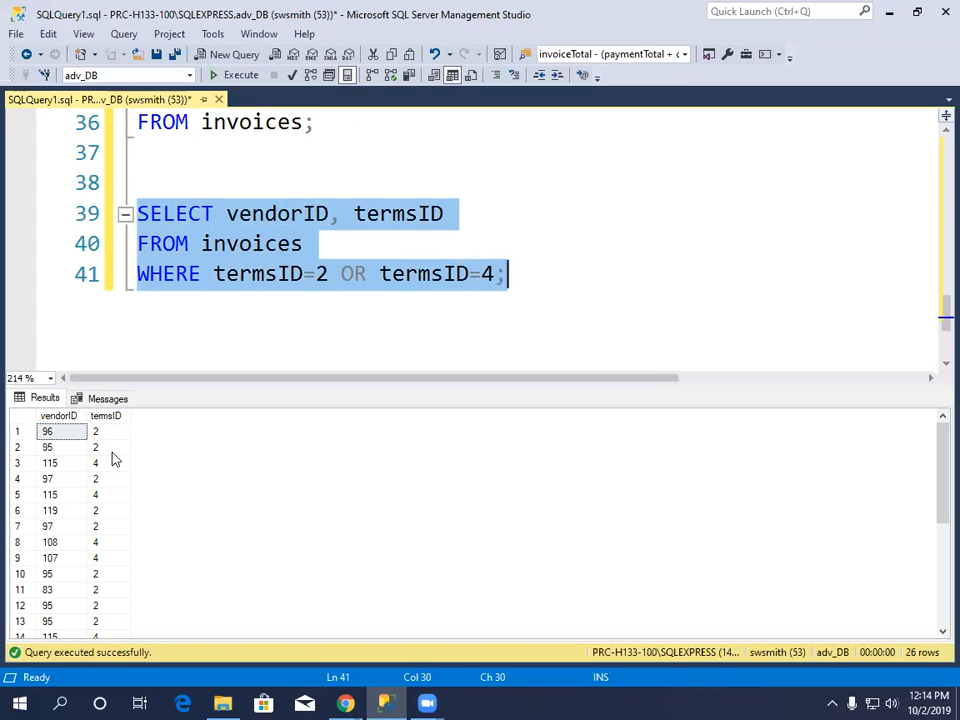 SQLQuery1.sql - PRC-H133-100\SQLEXPRESS.adv_DB (swsmith (53))* - Microsoft SQL Server Management Studio
Quick Launch (Ctrl+Q)
File Edit View Query Project Tools Window Help
New Query
invoiceTotal - (paymentTotal + c
adv_DB
Execute
SQLQuery1.sql - PR...v_DB (swsmith (53))*
36 FROM invoices;
37
38
39 SELECT vendorID, termsID
40 FROM invoices
41 WHERE termsID=2 OR termsID=4;
214 %
Results Messages
vendorID termsID
1 96 2
2 95 2
3 115 4
4 97 2
5 115 4
6 119 2
7 97 2
8 108 4
9 107 4
10 95 2
11 83 2
12 95 2
13 95 2
14 115 4
Query executed successfully.
PRC-H133-100\SQLEXPRESS (14... swsmith (53) adv_DB 00:00:00 26 rows
Ready Ln 41 Col 30 Ch 30 INS
12:14 PM
10/2/2019